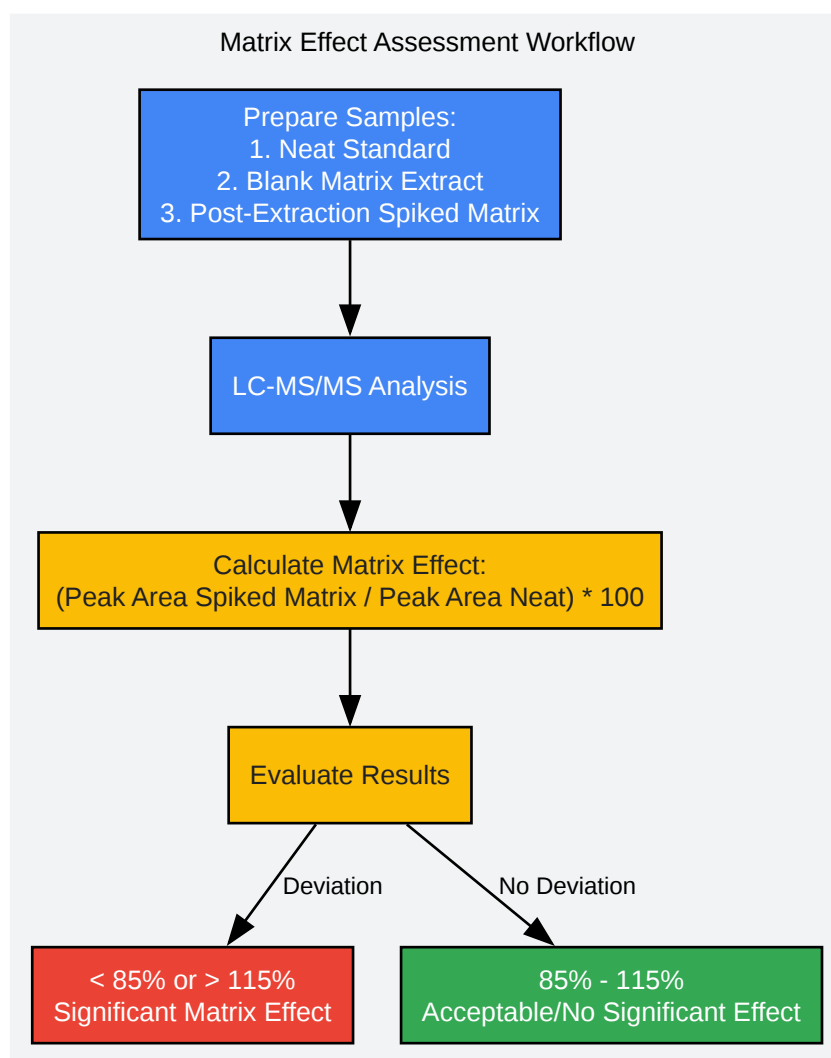 Matrix Effect Assessment Workflow
Prepare Samples:
1. Neat Standard
2. Blank Matrix Extract
3. Post-Extraction Spiked Matrix
LC-MS/MS Analysis
Calculate Matrix Effect:
(Peak Area Spiked Matrix / Peak Area Neat) * 100
Evaluate Results
Deviation
No Deviation
< 85% or > 115%
Significant Matrix Effect
85% - 115%
Acceptable/No Significant Effect